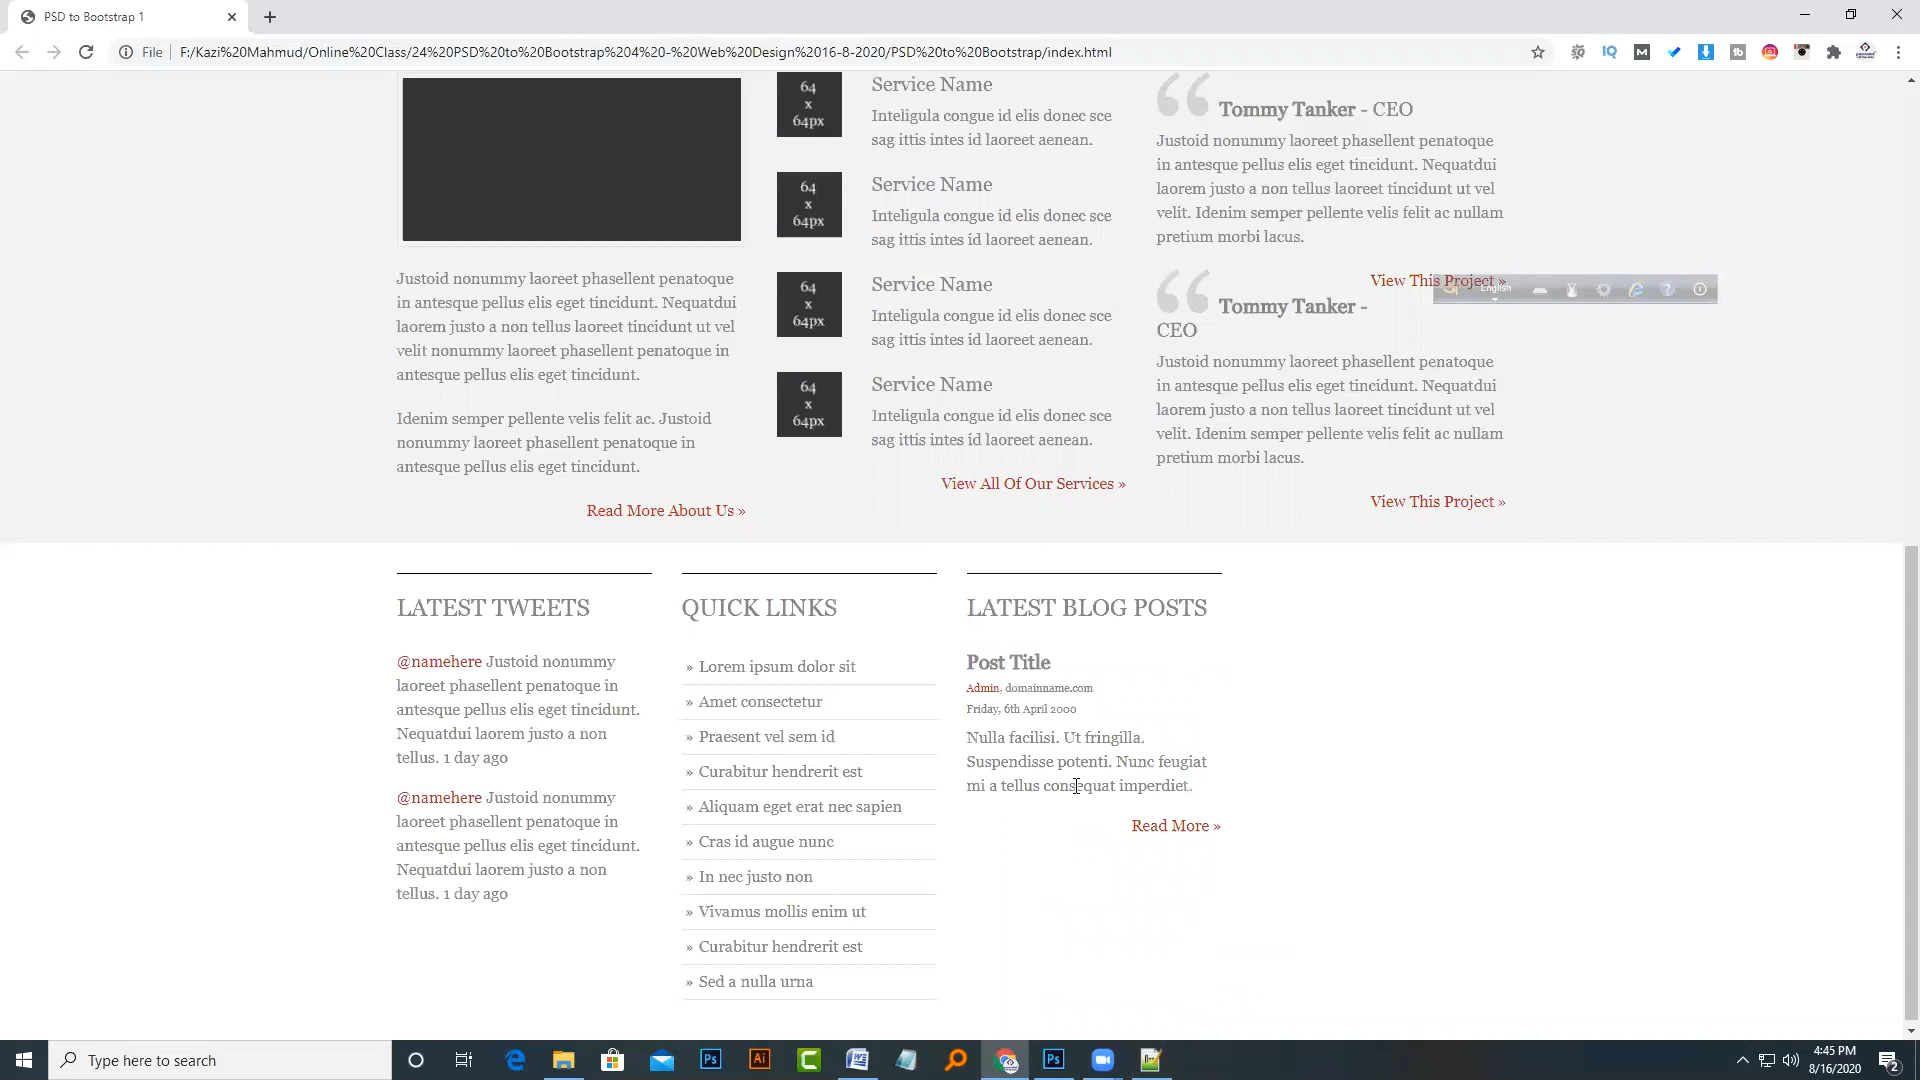 PSD to Bootstrap 1
File
F:/Kazi%20Mahmud/Online%20Class/24%20PSD%20to%20Bootstrap%204%20-%20Web%20Design%2016-8-2020/PSD%20to%20Bootstrap/index.html
Justoid nonummy laoreet phasellent penatoque
in antesque pellus elis eget tincidunt. Nequatdui
laorem justo a non tellus laoreet tincidunt ut vel
velit nonummy laoreet phasellent penatoque in
antesque pellus elis eget tincidunt.
Idenim semper pellente velis felit ac. Justoid
nonummy laoreet phasellent penatoque in
antesque pellus elis eget tincidunt.
Read More About Us »
64
x
64px
Service Name
Inteligula congue id elis donec sce
sag ittis intes id laoreet aenean.
64
x
64px
Service Name
Inteligula congue id elis donec sce
sag ittis intes id laoreet aenean.
64
x
64px
Service Name
Inteligula congue id elis donec sce
sag ittis intes id laoreet aenean.
64
x
64px
Service Name
Inteligula congue id elis donec sce
sag ittis intes id laoreet aenean.
View All Of Our Services »
Tommy Tanker - CEO
Justoid nonummy laoreet phasellent penatoque
in antesque pellus elis eget tincidunt. Nequatdui
laorem justo a non tellus laoreet tincidunt ut vel
velit. Idenim semper pellente velis felit ac nullam
pretium morbi lacus.
View This Project »
English
Tommy Tanker -
CEO
Justoid nonummy laoreet phasellent penatoque
in antesque pellus elis eget tincidunt. Nequatdui
laorem justo a non tellus laoreet tincidunt ut vel
velit. Idenim semper pellente velis felit ac nullam
pretium morbi lacus.
View This Project »
LATEST TWEETS
@namehere Justoid nonummy
laoreet phasellent penatoque in
antesque pellus elis eget tincidunt.
Nequatdui laorem justo a non
tellus. 1 day ago
@namehere Justoid nonummy
laoreet phasellent penatoque in
antesque pellus elis eget tincidunt.
Nequatdui laorem justo a non
tellus. 1 day ago
QUICK LINKS
» Lorem ipsum dolor sit
» Amet consectetur
» Praesent vel sem id
» Curabitur hendrerit est
» Aliquam eget erat nec sapien
» Cras id augue nunc
» In nec justo non
» Vivamus mollis enim ut
» Curabitur hendrerit est
» Sed a nulla urna
LATEST BLOG POSTS
Post Title
Admin, domainname.com
Friday, 6th April 2000
Nulla facilisi. Ut fringilla.
Suspendisse potenti. Nunc feugiat
mi a tellus consequat imperdiet.
Read More »
Type here to search
4:45 PM
8/16/2020
2